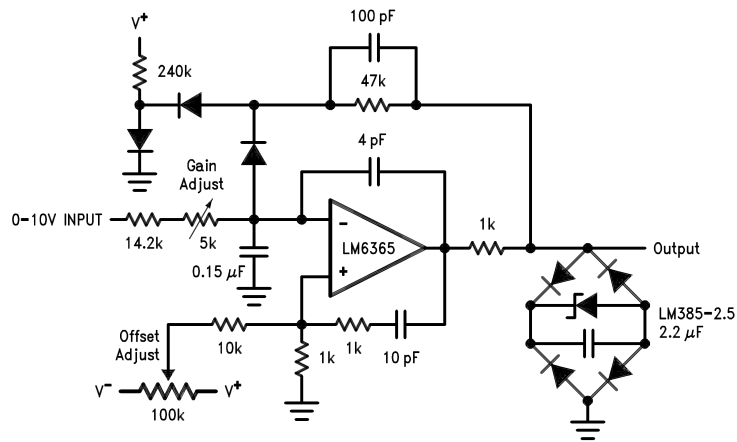 100 pF
V+
240k
47k
4 pF
Gain
Adjust
0-10V INPUT
14.2k
5k
0.15 µF
-
LM6365
+
1k
Output
LM385-2.5
2.2 µF
Offset
Adjust
10k
1k
1k
10 pF
V-
V+
100k